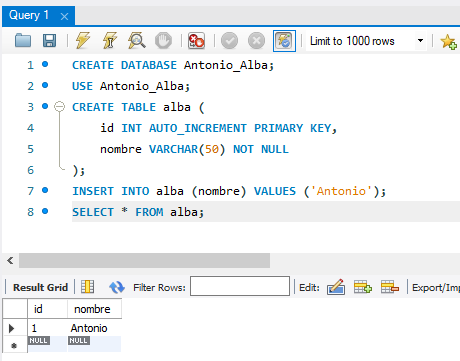 Query 1
Limit to 1000 rows
1 CREATE DATABASE Antonio_Alba;
2 USE Antonio_Alba;
3 CREATE TABLE alba (
4 id INT AUTO_INCREMENT PRIMARY KEY,
5 nombre VARCHAR(50) NOT NULL
6 );
7 INSERT INTO alba (nombre) VALUES ('Antonio');
8 SELECT * FROM alba;
Result Grid Filter Rows: Edit: Export/Im
id nombre
1 Antonio
NULL NULL